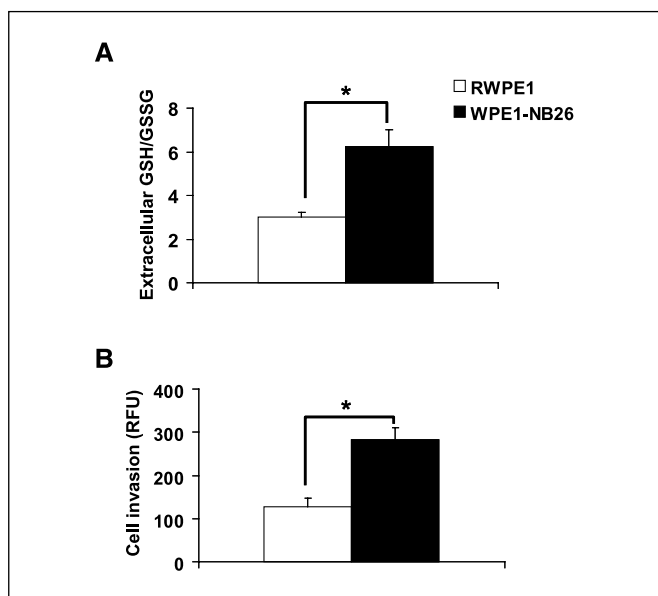 A
RWPE1
WPE1-NB26
*
Extracellular GSH/GSSG
8
6
4
2
0
B
*
Cell invasion (RFU)
400
300
200
100
0